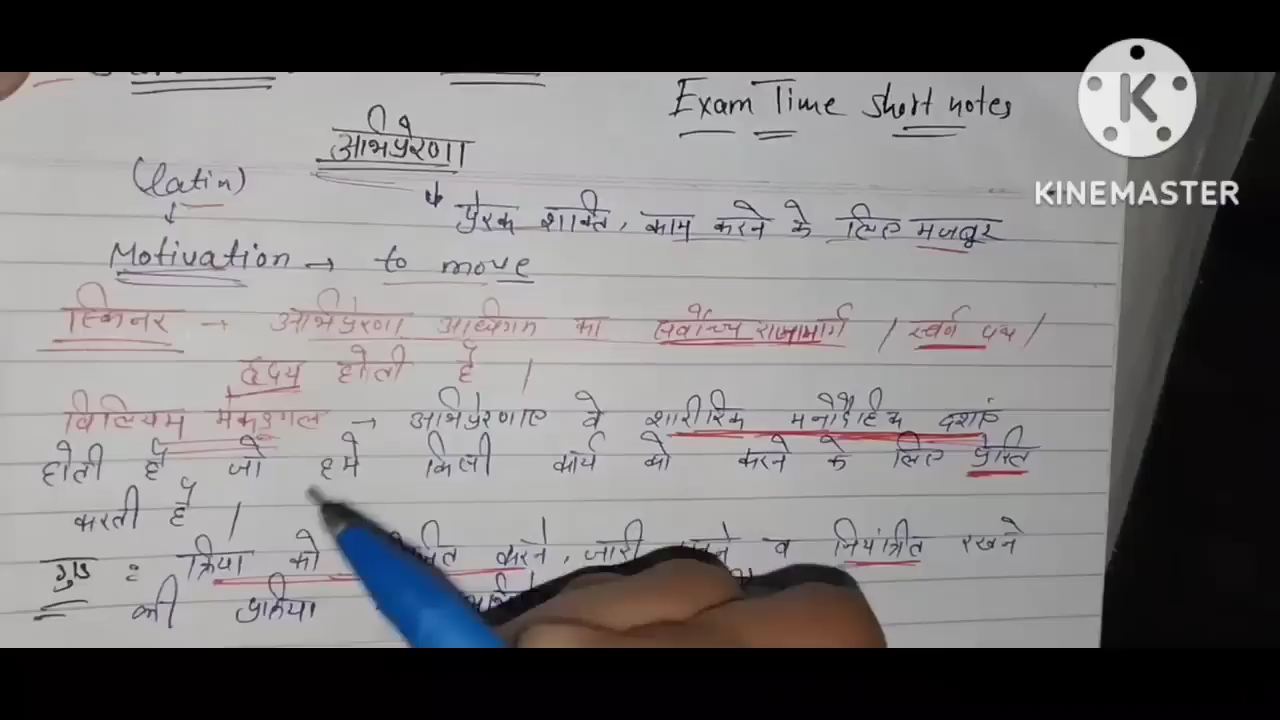 Exam Time Short notes
K
KINEMASTER
अभिप्रेरणा
(latin)
प्रेरक शक्ति, काम करने के लिए मजबूर
Motivation → to move
स्किनर → अभिप्रेरणा अधिगम का सर्वोच्च राजामार्ग / स्वर्ण पथ /
हृदय होती है |
विलियम मैकडूगल → अभिप्रेरणाए वे शारीरिक मनोदैहिक दशाएं
होती है जो हमे किसी कार्य को करने के लिए प्रेरित
करती है |
गुड = क्रिया को करने, जारी व नियंत्रीत रखने
की प्रक्रिया